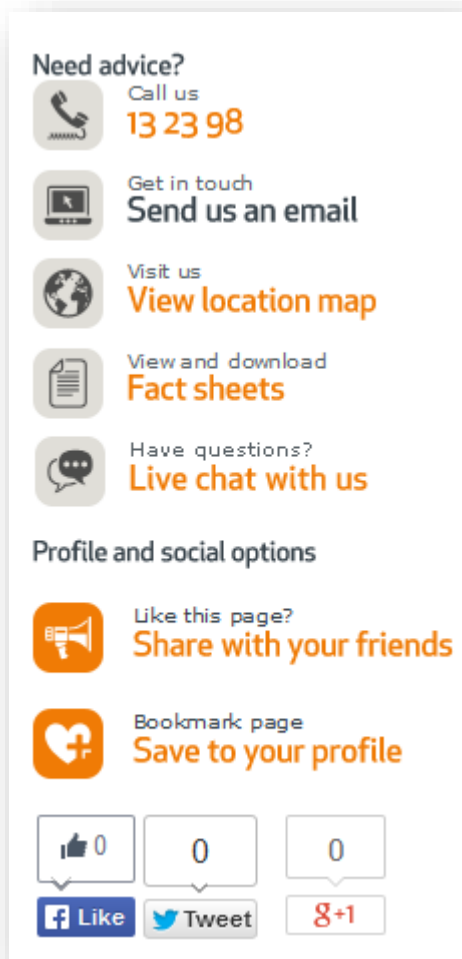 Need advice?
Call us
13 23 98
Get in touch
Send us an email
Visit us
View location map
View and download
Fact sheets
Have questions?
Live chat with us
Profile and social options
Like this page?
Share with your friends
Bookmark page
Save to your profile
0 0 0
f Like Tweet g+1